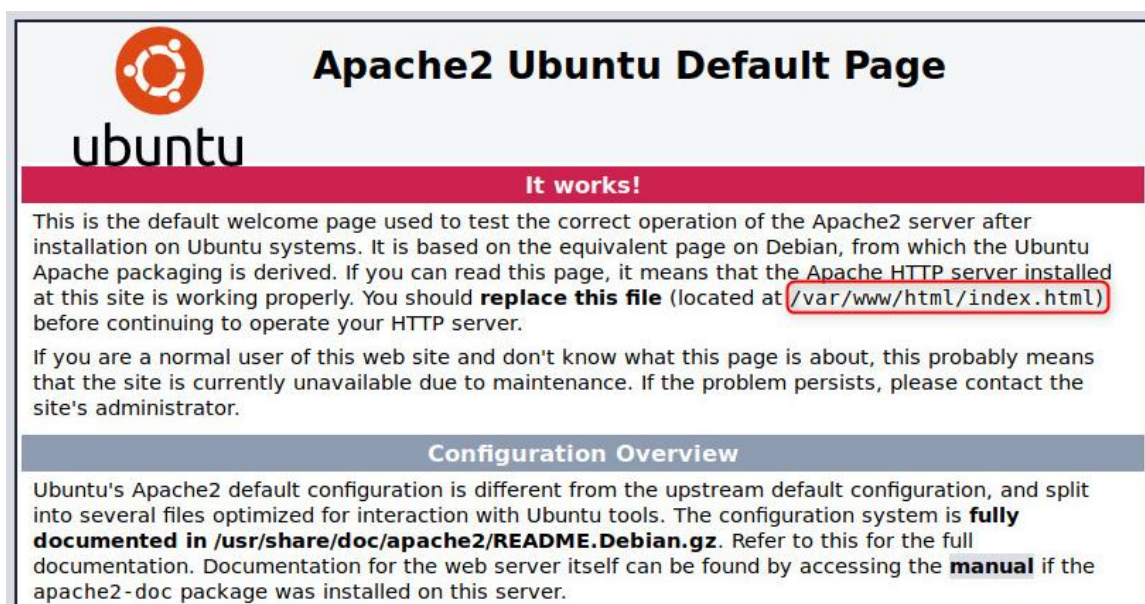 Apache2 Ubuntu Default Page
ubuntu
It works!
This is the default welcome page used to test the correct operation of the Apache2 server after
installation on Ubuntu systems. It is based on the equivalent page on Debian, from which the Ubuntu
Apache packaging is derived. If you can read this page, it means that the Apache HTTP server installed
at this site is working properly. You should replace this file (located at /var/www/html/index.html)
before continuing to operate your HTTP server.
If you are a normal user of this web site and don't know what this page is about, this probably means
that the site is currently unavailable due to maintenance. If the problem persists, please contact the
site's administrator.
Configuration Overview
Ubuntu's Apache2 default configuration is different from the upstream default configuration, and split
into several files optimized for interaction with Ubuntu tools. The configuration system is fully
documented in /usr/share/doc/apache2/README.Debian.gz. Refer to this for the full
documentation. Documentation for the web server itself can be found by accessing the manual if the
apache2-doc package was installed on this server.